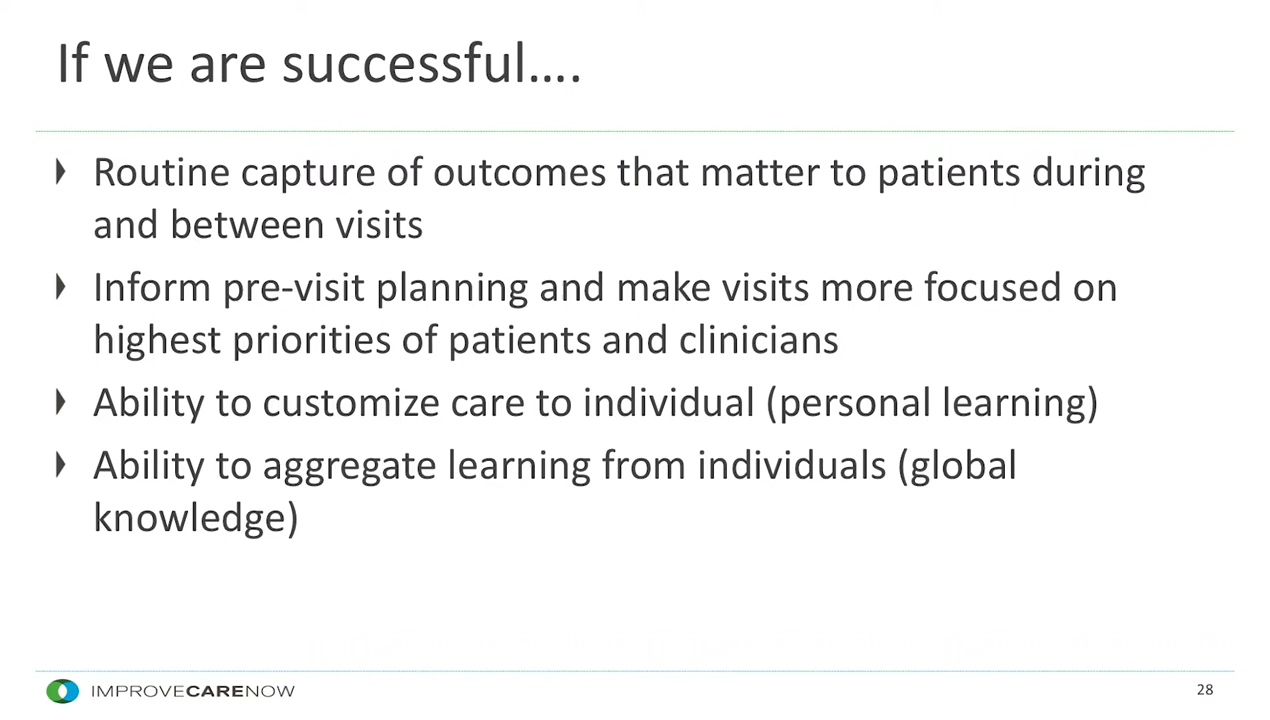 If we are successful....
Routine capture of outcomes that matter to patients during
and between visits
Inform pre-visit planning and make visits more focused on
highest priorities of patients and clinicians
Ability to customize care to individual (personal learning)
Ability to aggregate learning from individuals (global
knowledge)
IMPROVECARENOW
28